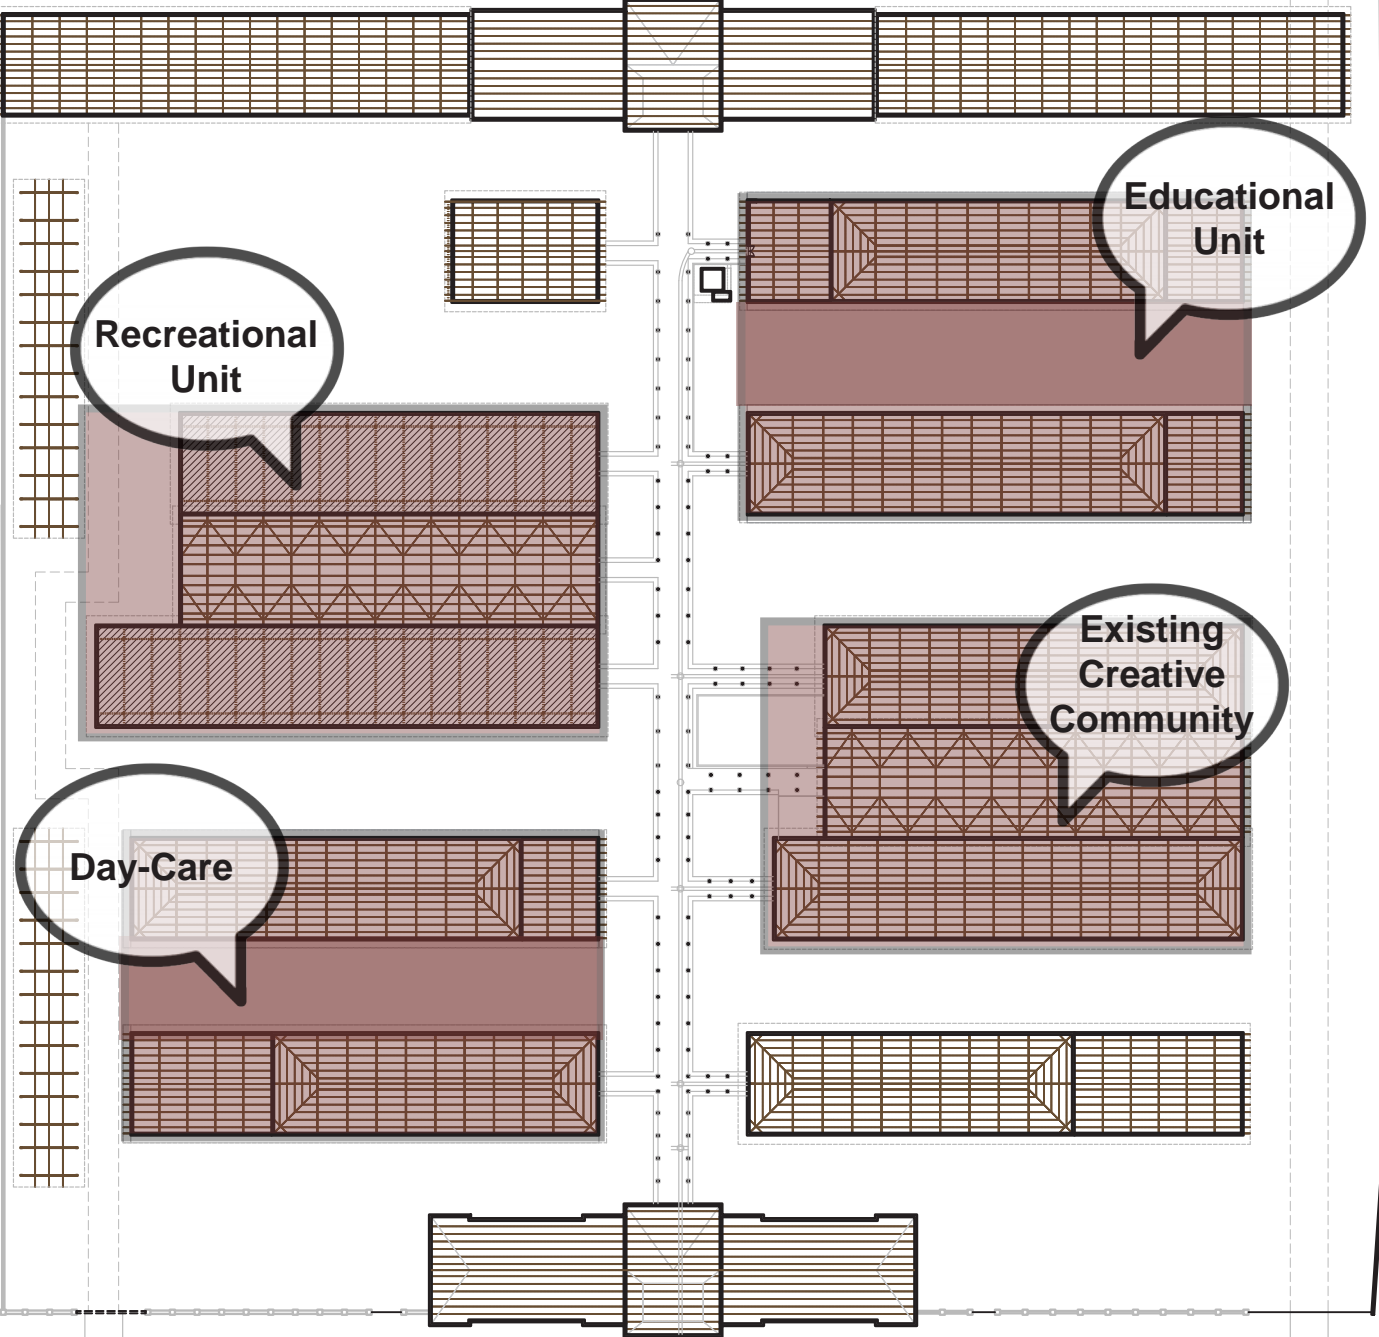 Educational
Unit
Recreational
Unit
Existing
Creative
Community
Day-Care